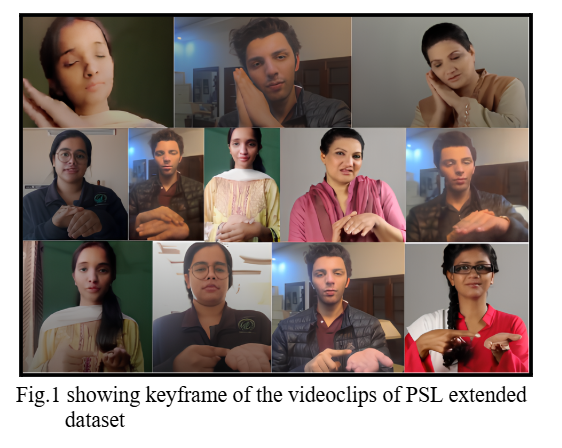 Fig.1 showing keyframe of the videoclips of PSL extended
dataset